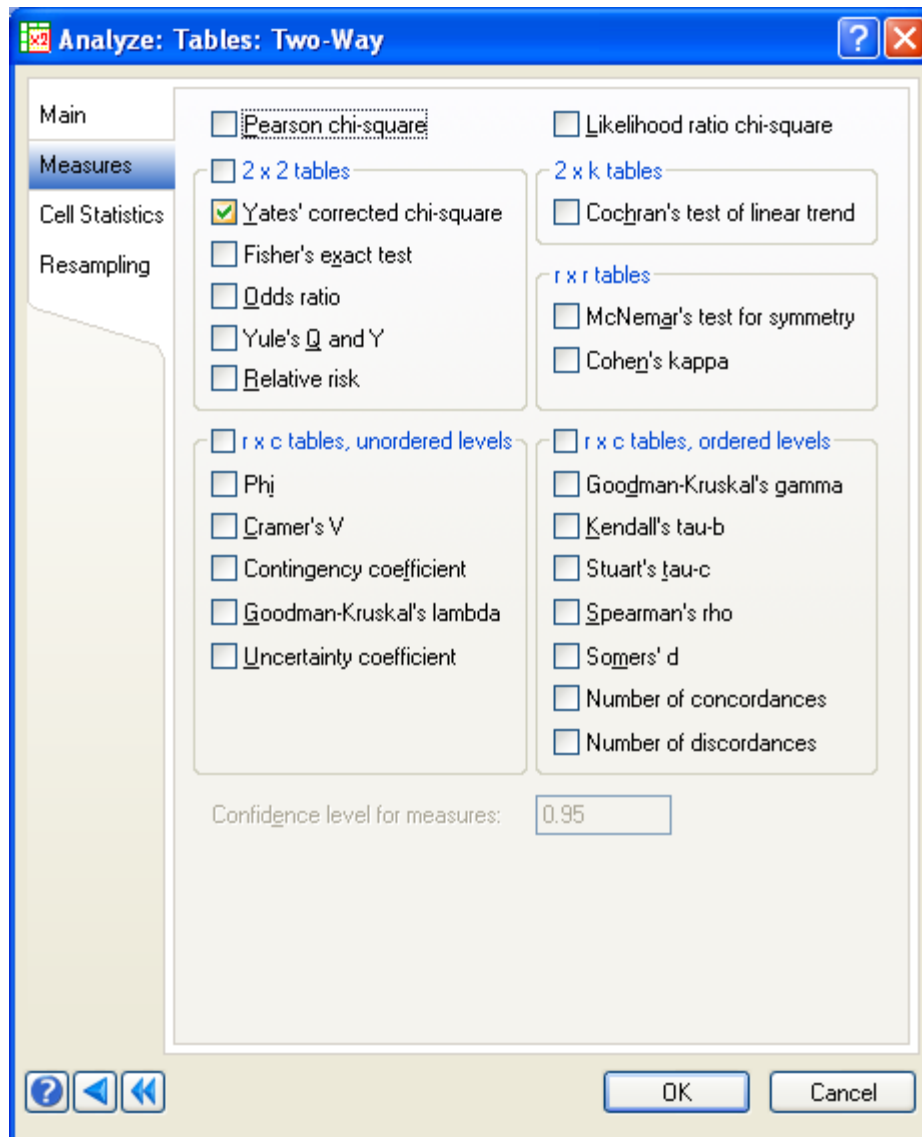 Analyze: Tables: Two-Way
Main
Measures
Cell Statistics
Resampling
Pearson chi-square
Likelihood ratio chi-square
2 x 2 tables
Yates' corrected chi-square
Fisher's exact test
Odds ratio
Yule's Q and Y
Relative risk
2 x k tables
Cochran's test of linear trend
r x r tables
McNemar's test for symmetry
Cohen's kappa
r x c tables, unordered levels
Phi
Cramer's V
Contingency coefficient
Goodman-Kruskal's lambda
Uncertainty coefficient
r x c tables, ordered levels
Goodman-Kruskal's gamma
Kendall's tau-b
Stuart's tau-c
Spearman's rho
Somers' d
Number of concordances
Number of discordances
Confidence level for measures:
0.95
OK
Cancel